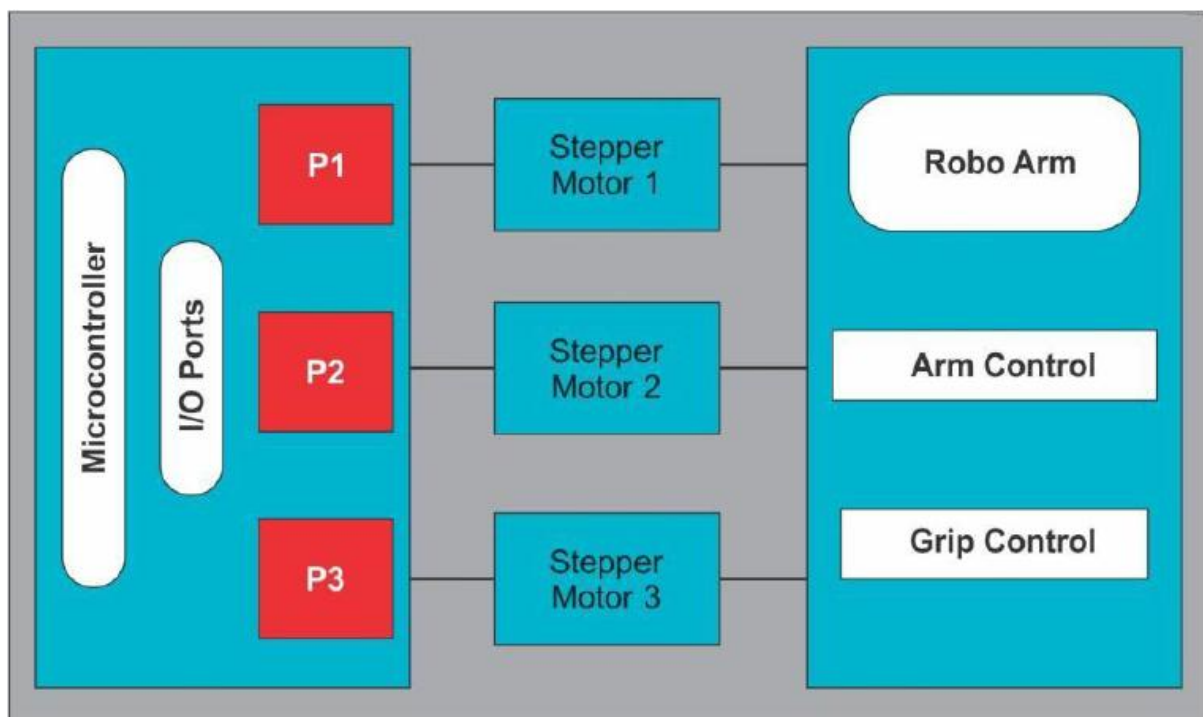 Microcontroller
I/O Ports
P1
P2
P3
Stepper
Motor 1
Stepper
Motor 2
Stepper
Motor 3
Robo Arm
Arm Control
Grip Control